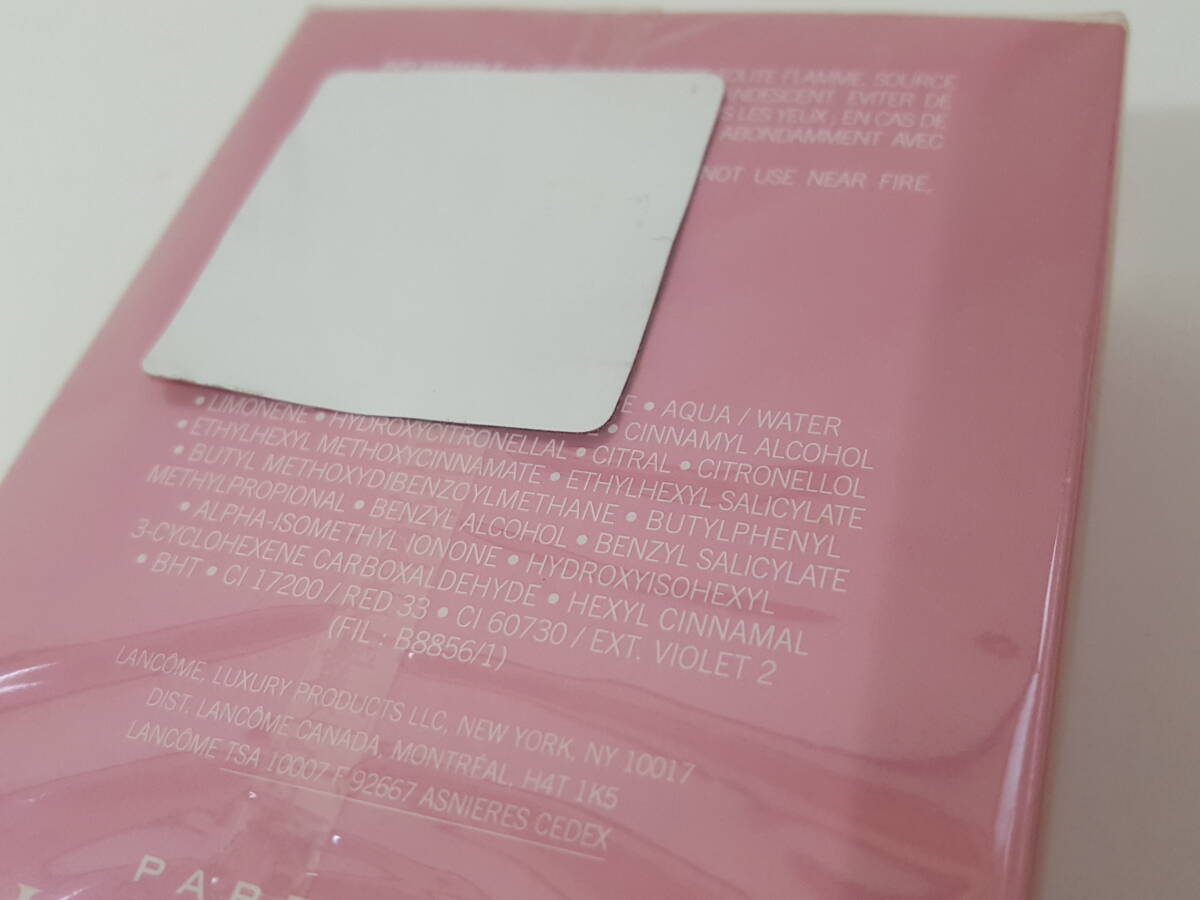 FLAMME, SOURCE
EVITER DE
LES YEUX ; EN CAS DE
ABONDAMMENT AVEC
NOT USE NEAR FIRE,
• AQUA / WATER
• LIMONENE • HYDROXYCITRONELLAL • CINNAMYL ALCOHOL
• ETHYLHEXYL METHOXYCINNAMATE • CITRAL • CITRONELLOL
• BUTYL METHOXYDIBENZOYLMETHANE • ETHYLHEXYL SALICYLATE
METHYLPROPIONAL • BENZYL ALCOHOL • BUTYLPHENYL
• ALPHA-ISOMETHYL IONONE • BENZYL SALICYLATE
3-CYCLOHEXENE CARBOXALDEHYDE • HYDROXYISOHEXYL
• BHT • CI 17200 / RED 33 • HEXYL CINNAMAL
• CI 60730 / EXT. VIOLET 2
(FIL : B8856/1)
LANCÔME, LUXURY PRODUCTS LLC, NEW YORK, NY 10017
DIST. LANCÔME CANADA, MONTRÉAL, H4T 1K5
LANCÔME TSA 10007 F 92667 ASNIERES CEDEX